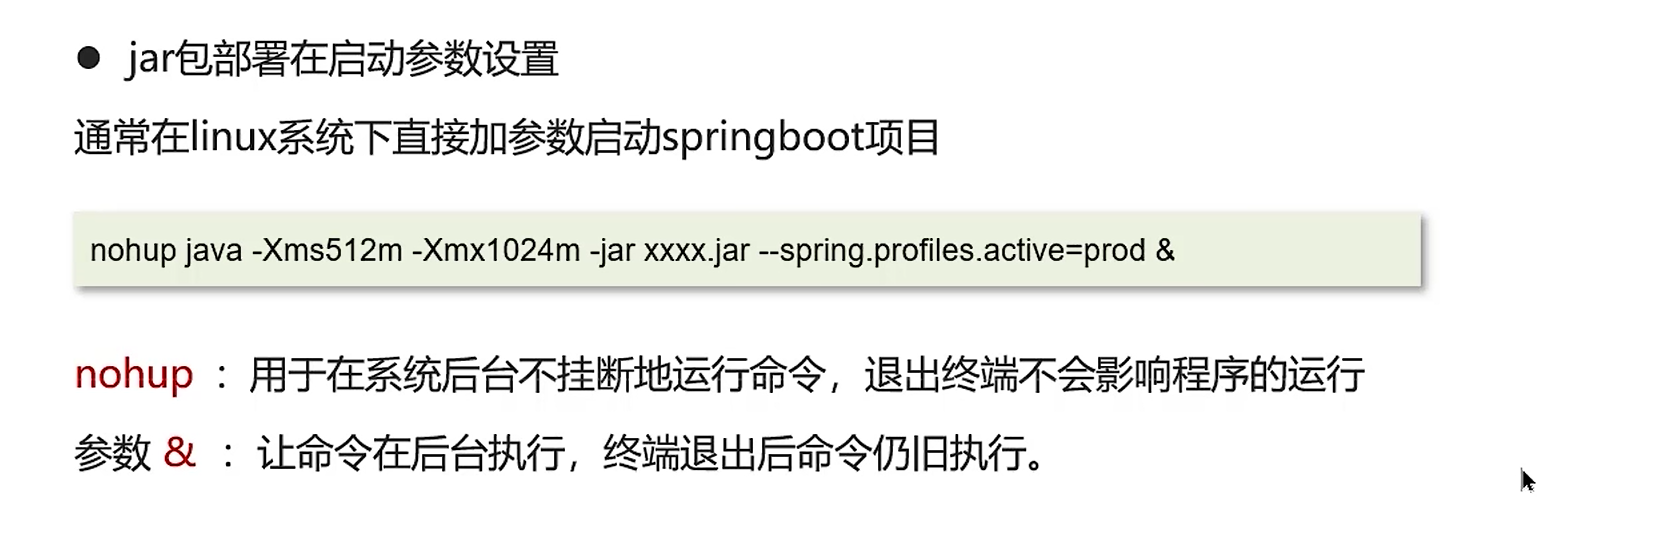 ● jar包部署在启动参数设置
通常在linux系统下直接加参数启动springboot项目
nohup java -Xms512m -Xmx1024m -jar xxxx.jar --spring.profiles.active=prod &
nohup ：用于在系统后台不挂断地运行命令，退出终端不会影响程序的运行
参数 & ：让命令在后台执行，终端退出后命令仍旧执行。